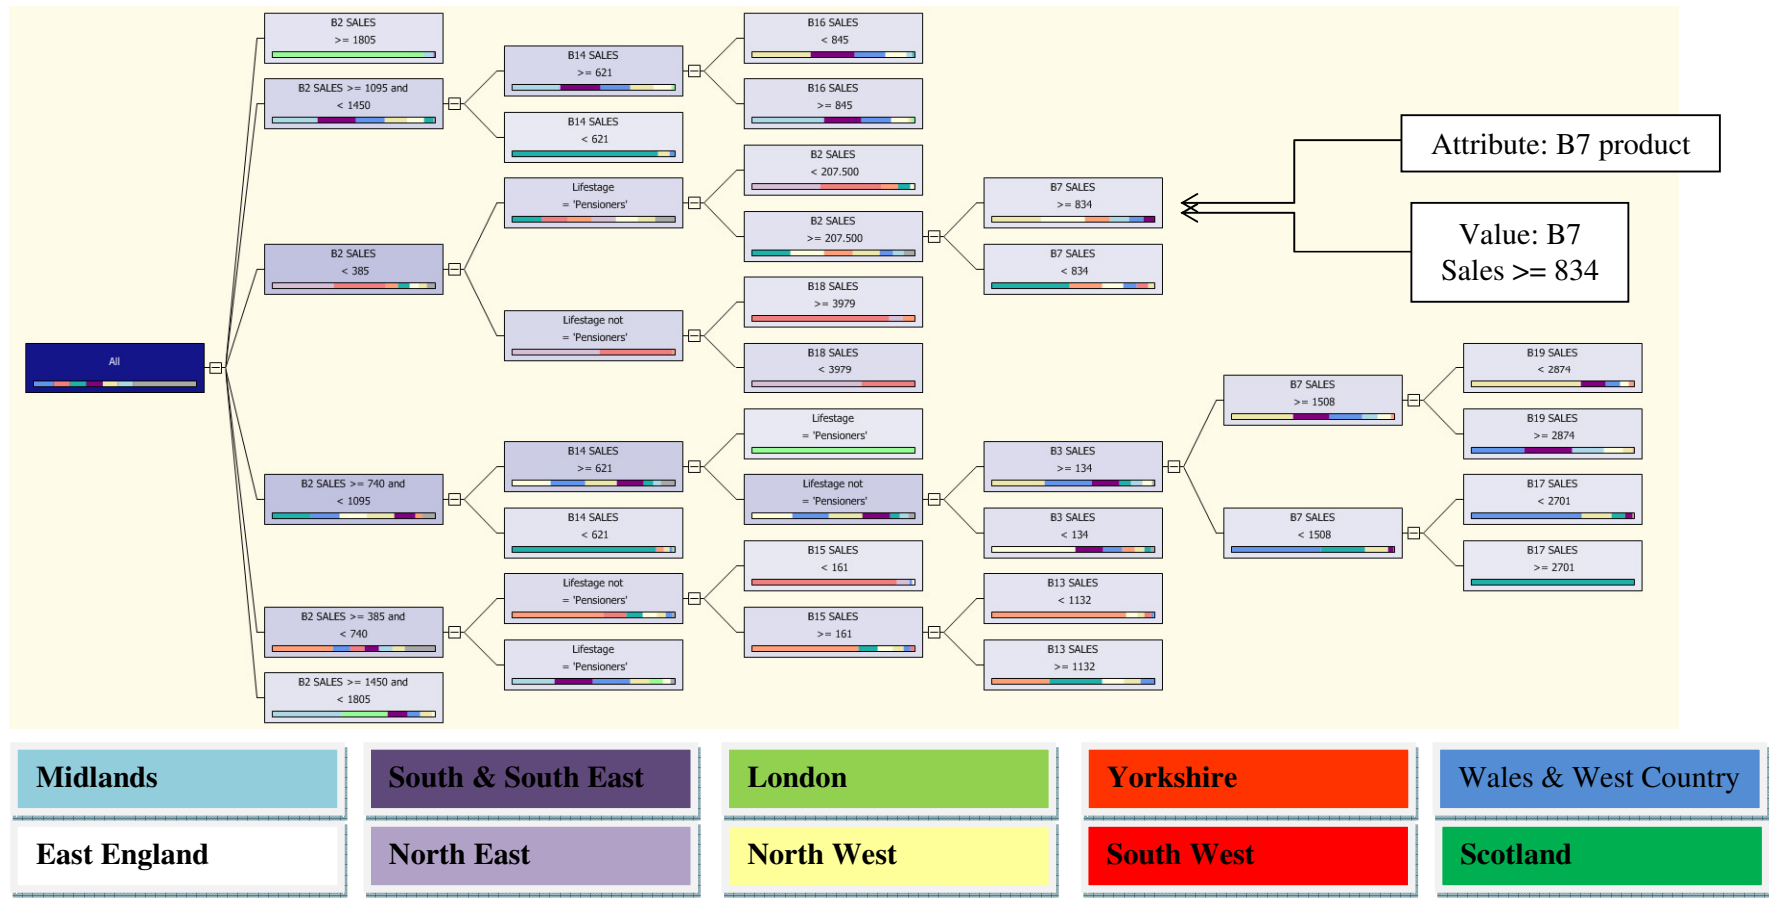 All
B2 SALES
>= 1805
B2 SALES >= 1095 and
< 1450
B2 SALES
< 385
B2 SALES >= 740 and
< 1095
B2 SALES >= 385 and
< 740
B2 SALES >= 1450 and
< 1805
B14 SALES
>= 621
B14 SALES
< 621
Lifestage
= 'Pensioners'
Lifestage not
= 'Pensioners'
B14 SALES
>= 621
B14 SALES
< 621
Lifestage not
= 'Pensioners'
Lifestage
= 'Pensioners'
B16 SALES
< 845
B16 SALES
>= 845
B2 SALES
< 207.500
B2 SALES
>= 207.500
B18 SALES
>= 3979
B18 SALES
< 3979
Lifestage
= 'Pensioners'
Lifestage not
= 'Pensioners'
B15 SALES
< 161
B15 SALES
>= 161
B7 SALES
>= 834
B7 SALES
< 834
B3 SALES
>= 134
B3 SALES
< 134
B13 SALES
< 1132
B13 SALES
>= 1132
B7 SALES
>= 1508
B7 SALES
< 1508
B19 SALES
< 2874
B19 SALES
>= 2874
B17 SALES
< 2701
B17 SALES
>= 2701
Attribute: B7 product
Value: B7
Sales >= 834
Midlands
South & South East
London
Yorkshire
Wales & West Country
East England
North East
North West
South West
Scotland